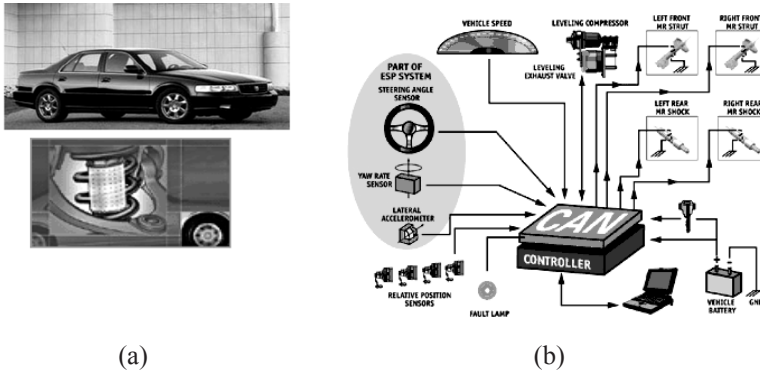 VEHICLE SPEED
LEVELING COMPRESSOR
LEFT FRONT
MR STRUT
RIGHT FRONT
MR STRUT
LEVELING
EXHAUST VALVE
PART OF
ESP SYSTEM
STEERING ANGLE
SENSOR
LEFT REAR
MR SHOCK
RIGHT REAR
MR SHOCK
YAW RATE
SENSOR
LATERAL
ACCELEROMETER
CAN
CONTROLLER
RELATIVE POSITION
SENSORS
FAULT LAMP
VEHICLE
BATTERY
GND
(a)
(b)